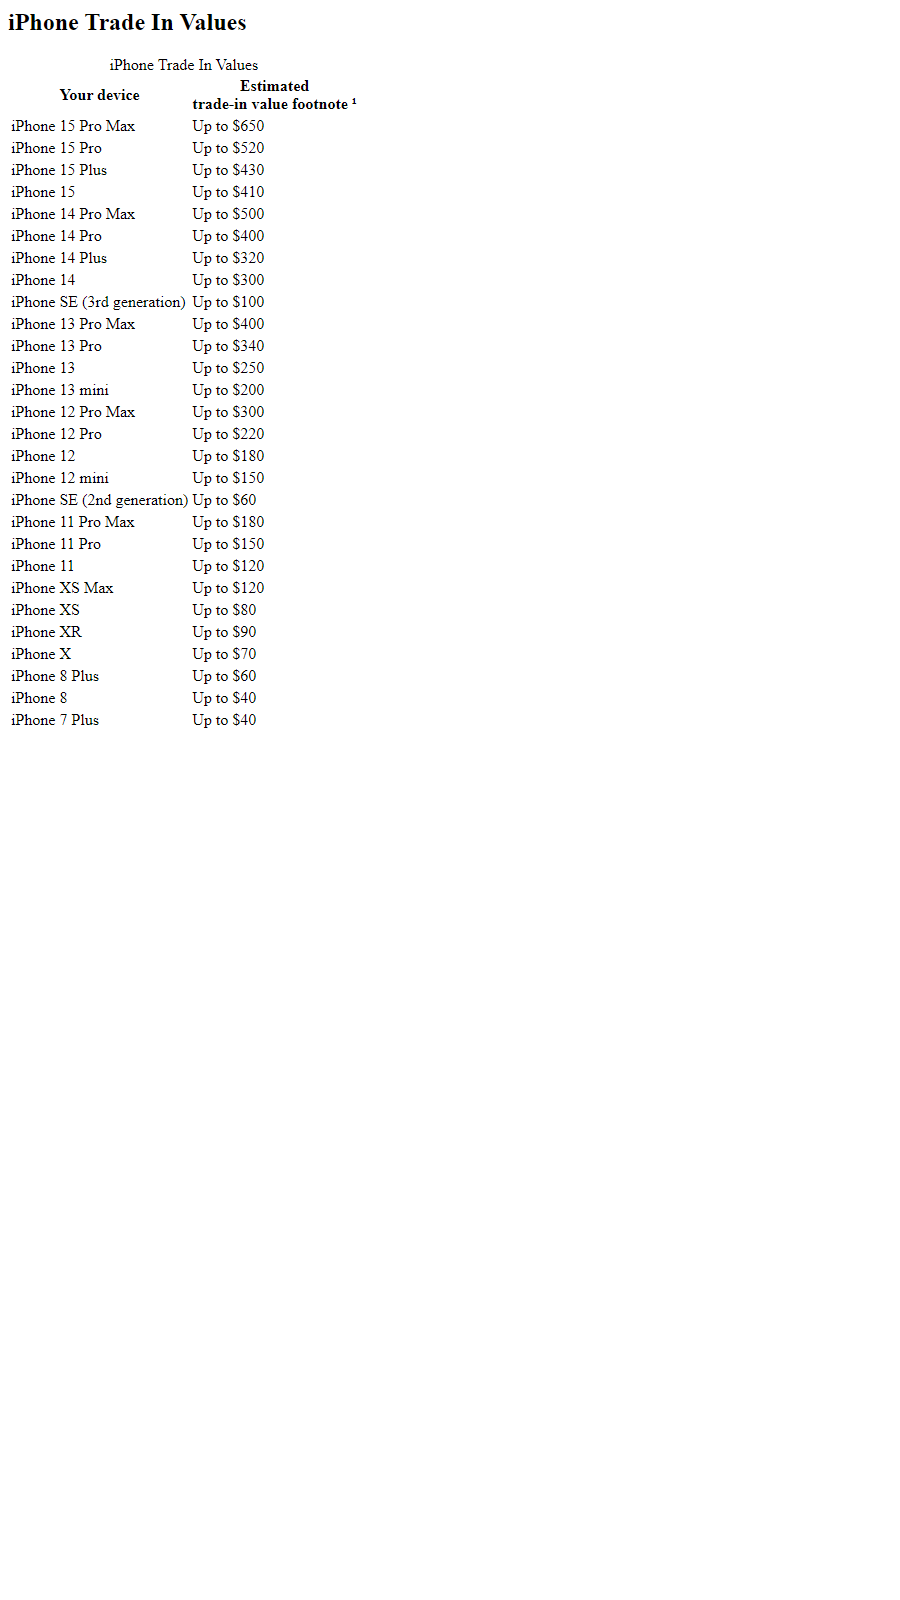 iPhone Trade In Values
iPhone Trade In Values
Your device
Estimated
trade-in value footnote ¹
iPhone 15 Pro Max Up to $650
iPhone 15 Pro Up to $520
iPhone 15 Plus Up to $430
iPhone 15 Up to $410
iPhone 14 Pro Max Up to $500
iPhone 14 Pro Up to $400
iPhone 14 Plus Up to $320
iPhone 14 Up to $300
iPhone SE (3rd generation) Up to $100
iPhone 13 Pro Max Up to $400
iPhone 13 Pro Up to $340
iPhone 13 Up to $250
iPhone 13 mini Up to $200
iPhone 12 Pro Max Up to $300
iPhone 12 Pro Up to $220
iPhone 12 Up to $180
iPhone 12 mini Up to $150
iPhone SE (2nd generation) Up to $60
iPhone 11 Pro Max Up to $180
iPhone 11 Pro Up to $150
iPhone 11 Up to $120
iPhone XS Max Up to $120
iPhone XS Up to $80
iPhone XR Up to $90
iPhone X Up to $70
iPhone 8 Plus Up to $60
iPhone 8 Up to $40
iPhone 7 Plus Up to $40